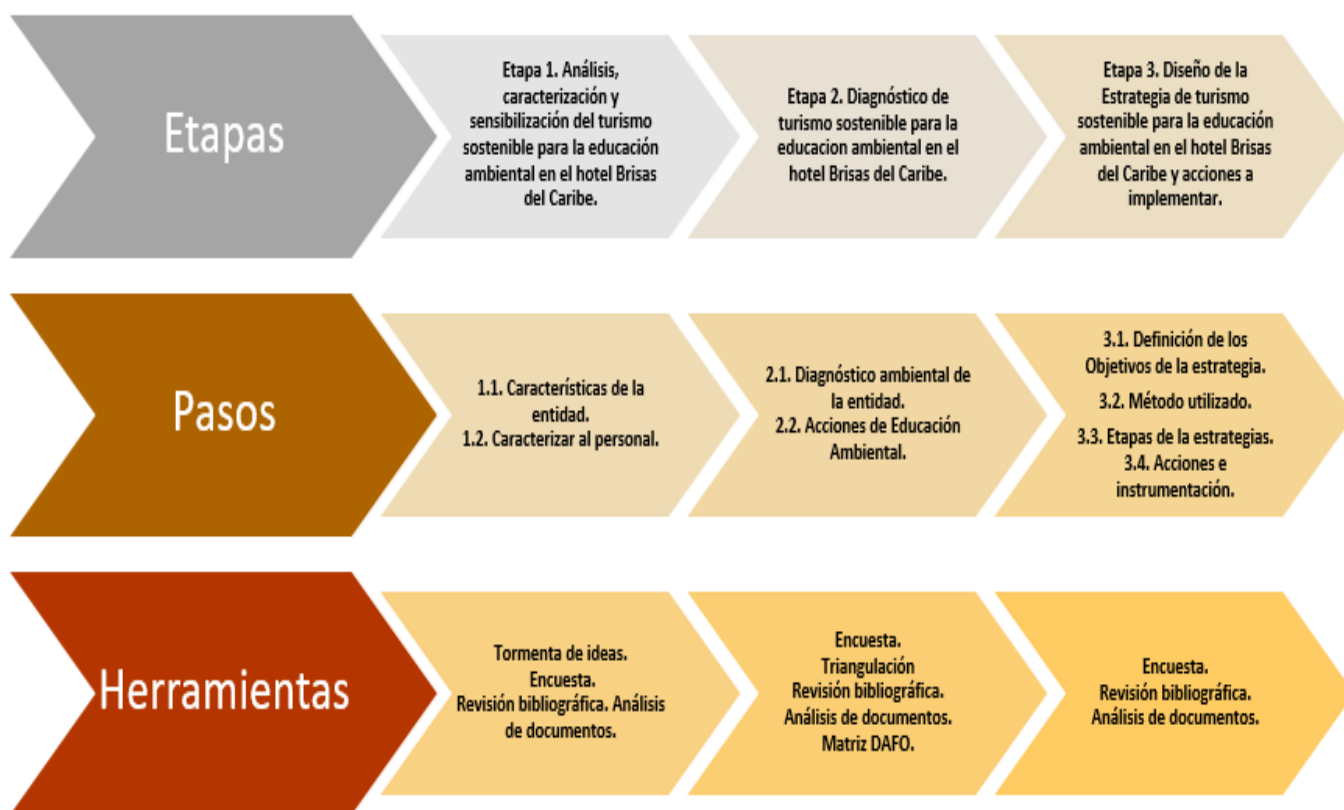 Etapas
Etapa 1. Análisis,
caracterización y
sensibilización del turismo
sostenible para la educación
ambiental en el hotel Brisas
del Caribe.
Etapa 2. Diagnóstico de
turismo sostenible para la
educacion ambiental en el
hotel Brisas del Caribe.
Etapa 3. Diseño de la
Estrategia de turismo
sostenible para la educación
ambiental en el hotel Brisas
del Caribe y acciones a
implementar.
Pasos
1.1. Características de la
entidad.
1.2. Caracterizar al personal.
2.1. Diagnóstico ambiental de
la entidad.
2.2. Acciones de Educación
Ambiental.
3.1. Definición de los
Objetivos de la estrategia.
3.2. Método utilizado.
3.3. Etapas de la estrategias.
3.4. Acciones e
instrumentación.
Herramientas
Tormenta de ideas.
Encuesta.
Revisión bibliográfica. Análisis
de documentos.
Encuesta.
Triangulación
Revisión bibliográfica.
Análisis de documentos.
Matriz DAFO.
Encuesta.
Revisión bibliográfica.
Análisis de documentos.